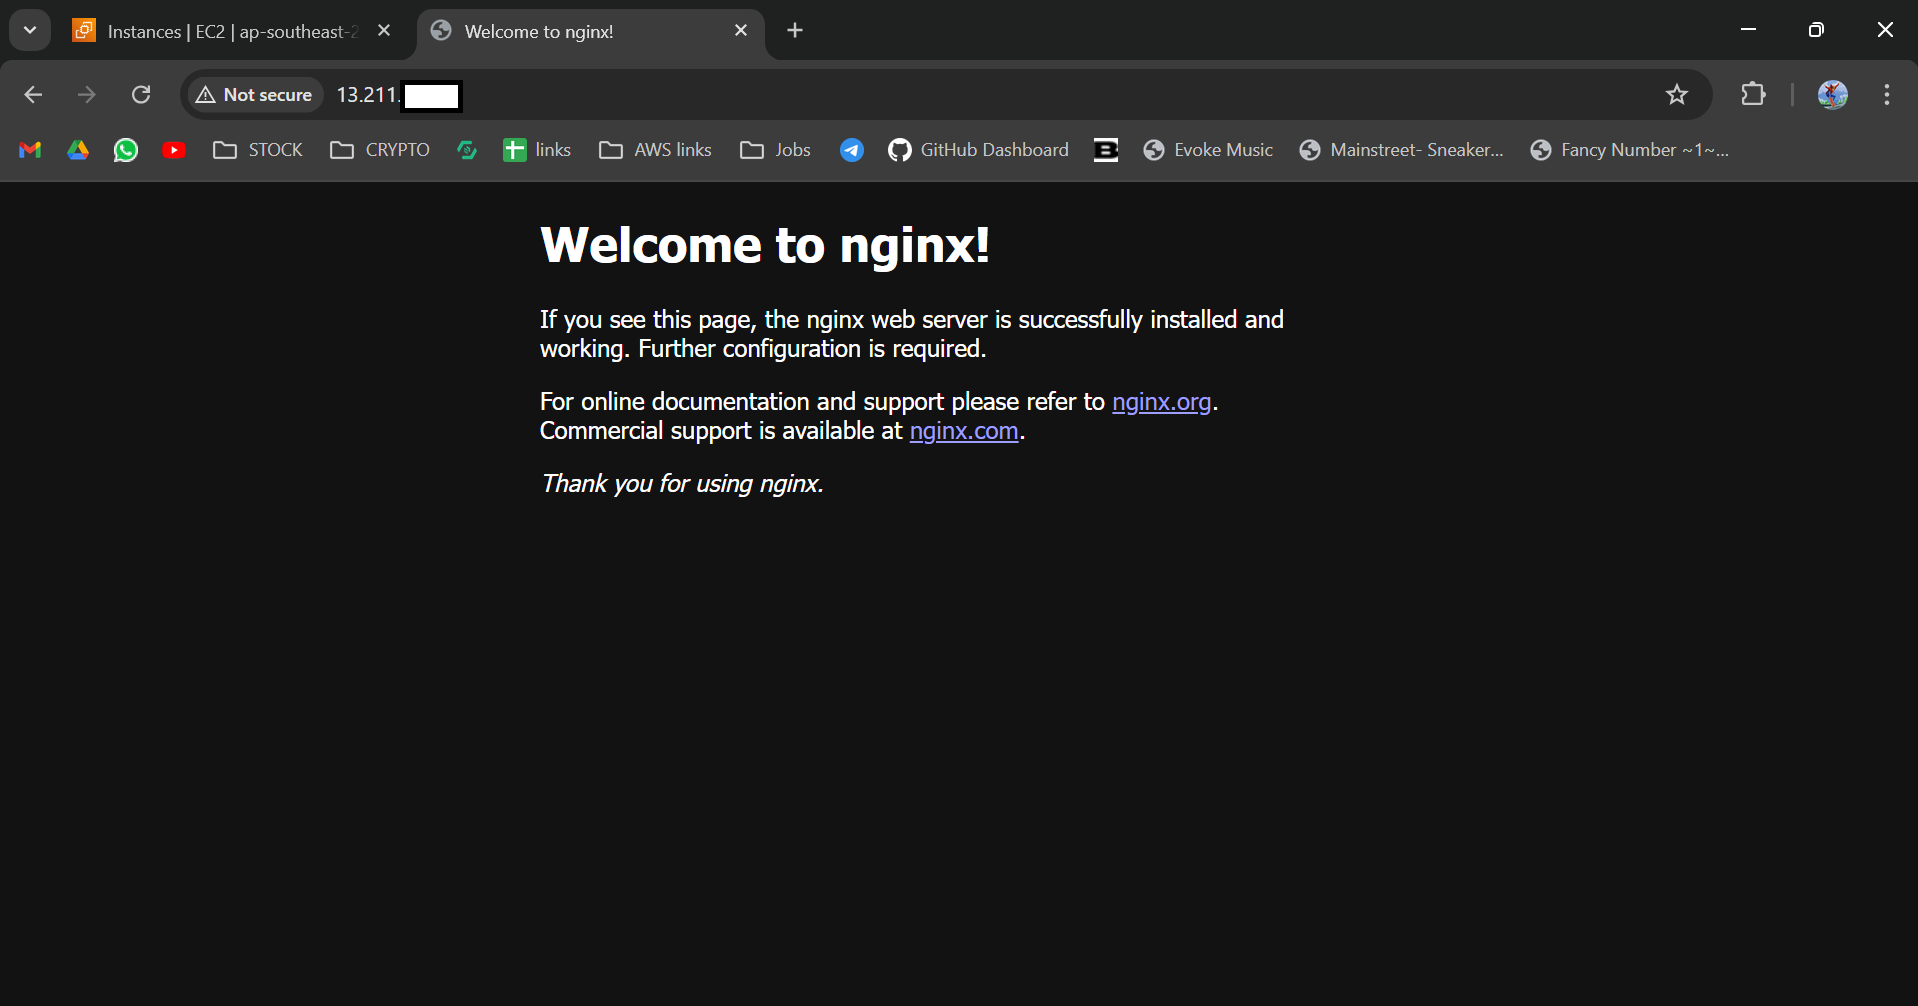 Instances | EC2 | ap-southeast-2
Welcome to nginx!
Not secure
13.211.
STOCK
CRYPTO
links
AWS links
Jobs
GitHub Dashboard
B
Evoke Music
Mainstreet- Sneaker...
Fancy Number ~1~...
Welcome to nginx!
If you see this page, the nginx web server is successfully installed and
working. Further configuration is required.
For online documentation and support please refer to nginx.org.
Commercial support is available at nginx.com.
Thank you for using nginx.